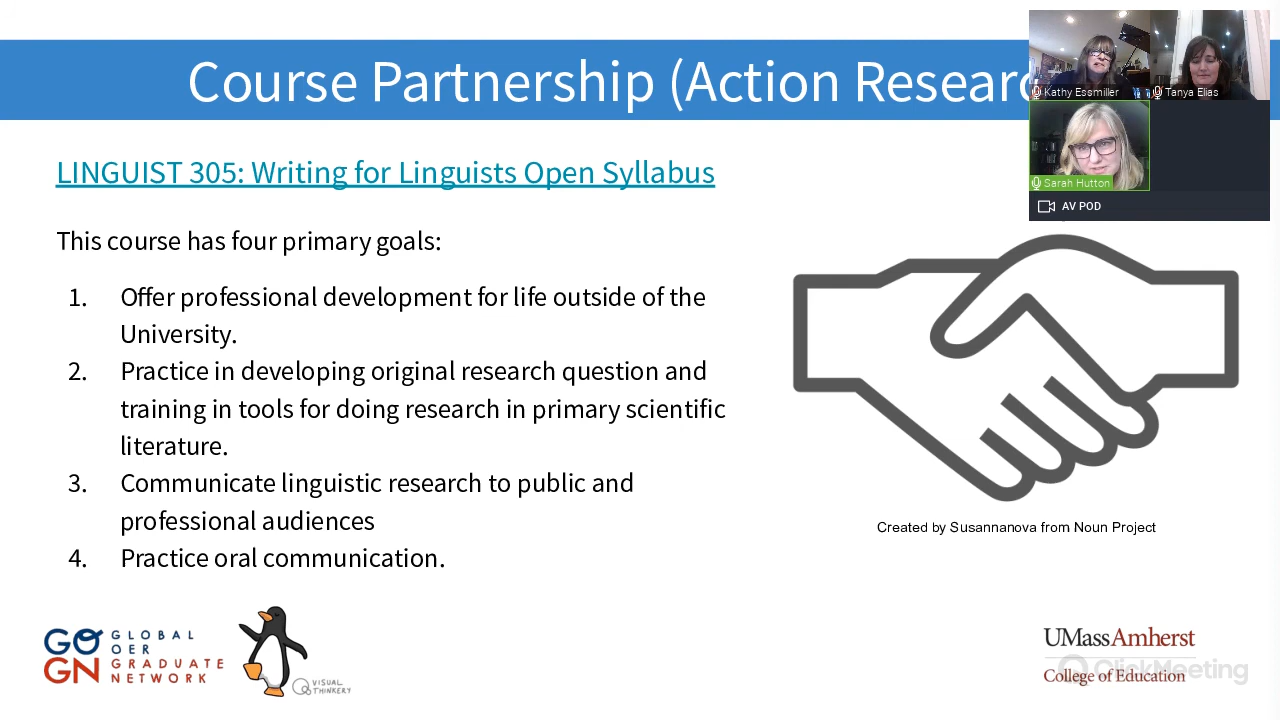 Course Partnership (Action Researc
Kathy Essmiller
Tanya Elias
Sarah Hutton
AV POD
LINGUIST 305: Writing for Linguists Open Syllabus
This course has four primary goals:
1. Offer professional development for life outside of the
University.
2. Practice in developing original research question and
training in tools for doing research in primary scientific
literature.
3. Communicate linguistic research to public and
professional audiences
4. Practice oral communication.
Created by Susannanova from Noun Project
GO
GN
GLOBAL
OER
GRADUATE
NETWORK
VISUAL
THINKERY
UMassAmherst
College of Education
ClickMeeting